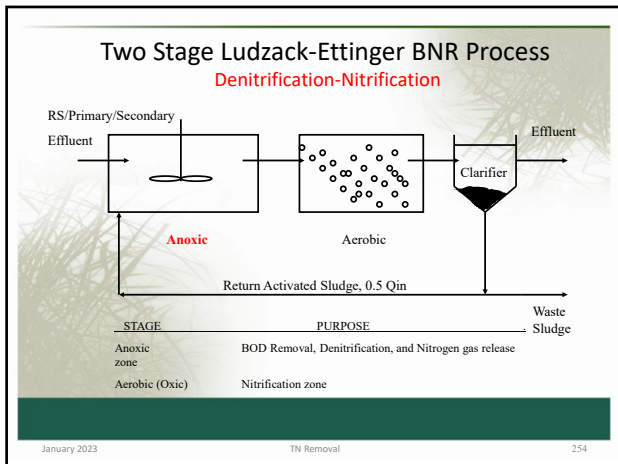 Two Stage Ludzack-Ettinger BNR Process
Denitrification-Nitrification
RS/Primary/Secondary
Effluent
Effluent
Clarifier
Anoxic
Aerobic
Return Activated Sludge, 0.5 Qin
Waste
Sludge
STAGE PURPOSE .
Anoxic BOD Removal, Denitrification, and Nitrogen gas release
zone
Aerobic (Oxic) Nitrification zone
January 2023 TN Removal 254